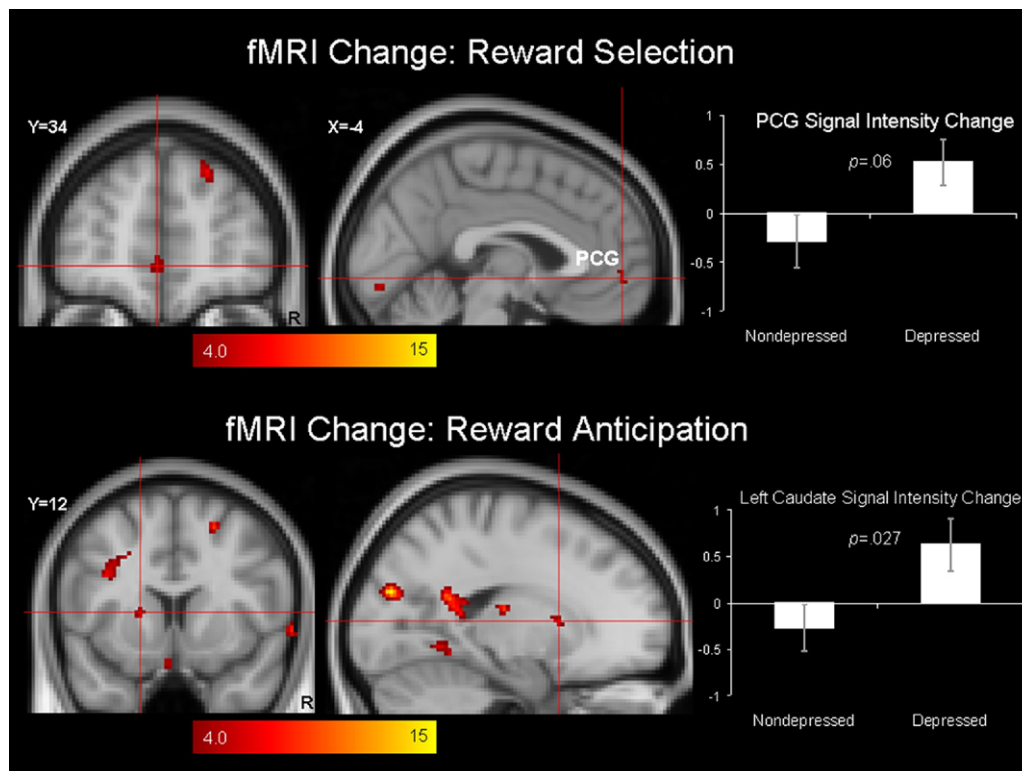 fMRI Change: Reward Selection
Y=34
X=-4
PCG
R
4.0 15
PCG Signal Intensity Change
p=.06
1
0.5
0
-0.5
-1
Nondepressed Depressed
fMRI Change: Reward Anticipation
Y=12
R
4.0 15
Left Caudate Signal Intensity Change
p=.027
1
0.5
0
-0.5
-1
Nondepressed Depressed